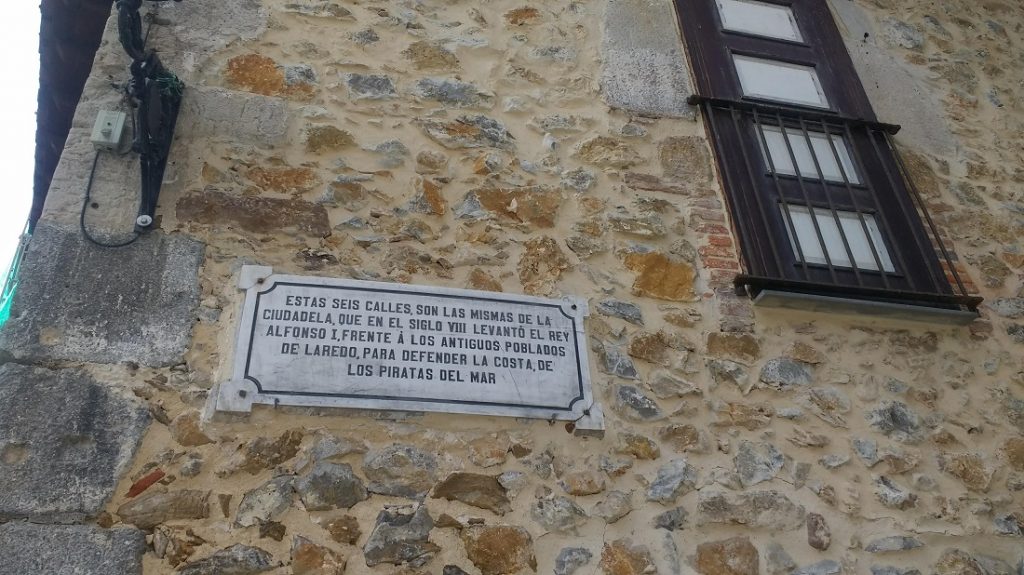 ESTAS SEIS CALLES, SON LAS MISMAS DE LA
CIUDADELA, QUE EN EL SIGLO VIII LEVANTÒ EL REY
ALFONSO I, FRENTE Á LOS ANTIGUOS POBLADOS
DE LAREDO, PARA DEFENDER LA COSTA, DE
LOS PIRATAS DEL MAR